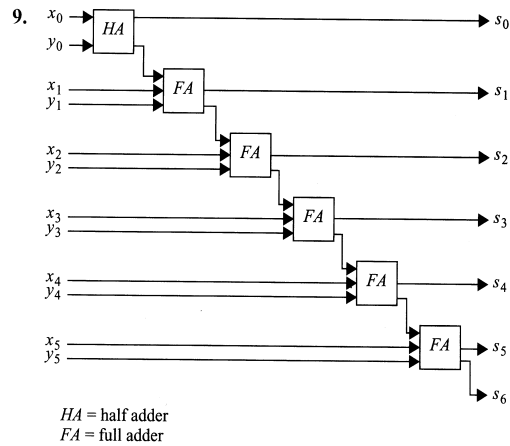 9.
x₀ HA s₀
y₀
x₁ FA s₁
y₁
x₂ FA s₂
y₂
x₃ FA s₃
y₃
x₄ FA s₄
y₄
x₅ FA s₅
y₅
s₆
HA = half adder
FA = full adder